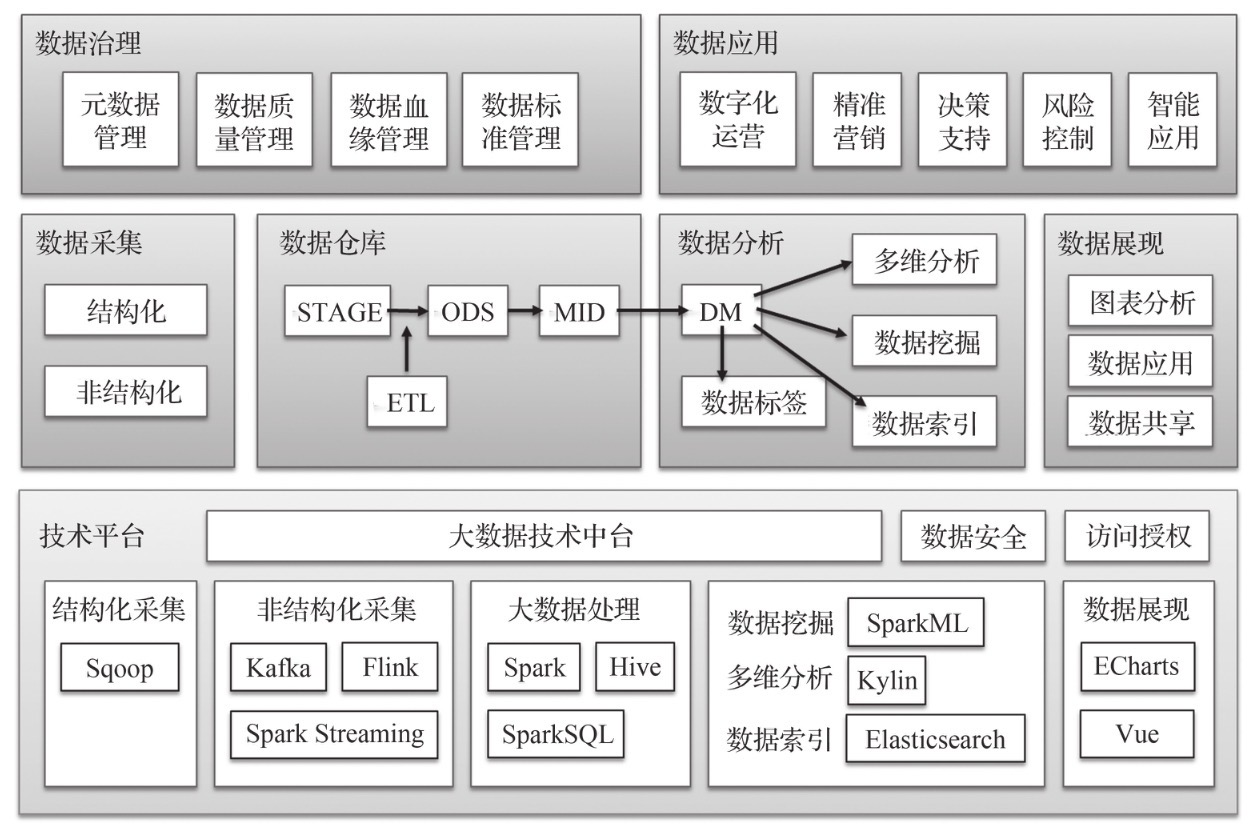 数据治理
元数据
管理
数据质
量管理
数据血
缘管理
数据标
准管理
数据应用
数字化
运营
精准
营销
决策
支持
风险
控制
智能
应用
数据采集
结构化
非结构化
数据仓库
STAGE
ODS
MID
ETL
数据分析
DM
数据标签
多维分析
数据挖掘
数据索引
数据展现
图表分析
数据应用
数据共享
技术平台
大数据技术中台
数据安全
访问授权
结构化采集
Sqoop
非结构化采集
Kafka
Flink
Spark Streaming
大数据处理
Spark
Hive
SparkSQL
数据挖掘
SparkML
多维分析
Kylin
数据索引
Elasticsearch
数据展现
ECharts
Vue